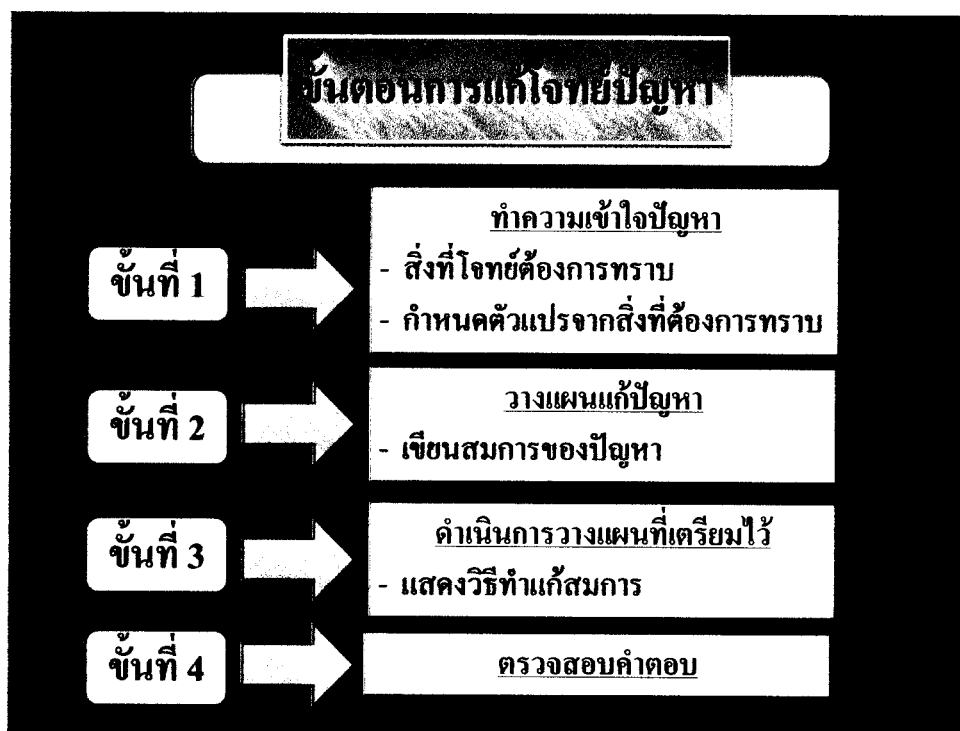 ขั้นตอนการแก้โจทย์ปัญหา
ขั้นที่ 1
ทำความเข้าใจปัญหา
- สิ่งที่โจทย์ต้องการทราบ
- กำหนดตัวแปรจากสิ่งที่ต้องการทราบ
ขั้นที่ 2
วางแผนแก้ปัญหา
- เขียนสมการของปัญหา
ขั้นที่ 3
ดำเนินการวางแผนที่เตรียมไว้
- แสดงวิธีทำแก้สมการ
ขั้นที่ 4
ตรวจสอบคำตอบ